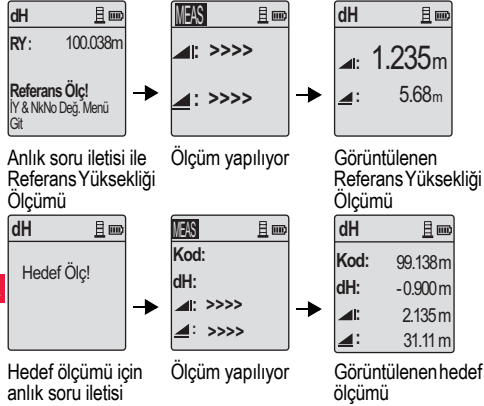 dH
RY: 100.038m
Referans Ölç!
İY & NkNo Değ. Menü
Git
MEAS
: >>>>
: >>>>
dH
: 1.235m
: 5.68m
Anlık soru iletisi ile
Referans Yüksekliği
Ölçümü
Ölçüm yapılıyor
Görüntülenen
Referans Yüksekliği
Ölçümü
dH
Hedef Ölç!
MEAS
Kod:
dH:
: >>>>
: >>>>
dH
Kod: 99.138m
dH: -0.900m
: 2.135m
: 31.11m
Hedef ölçümü için
anlık soru iletisi
Ölçüm yapılıyor
Görüntülenen hedef
ölçümü